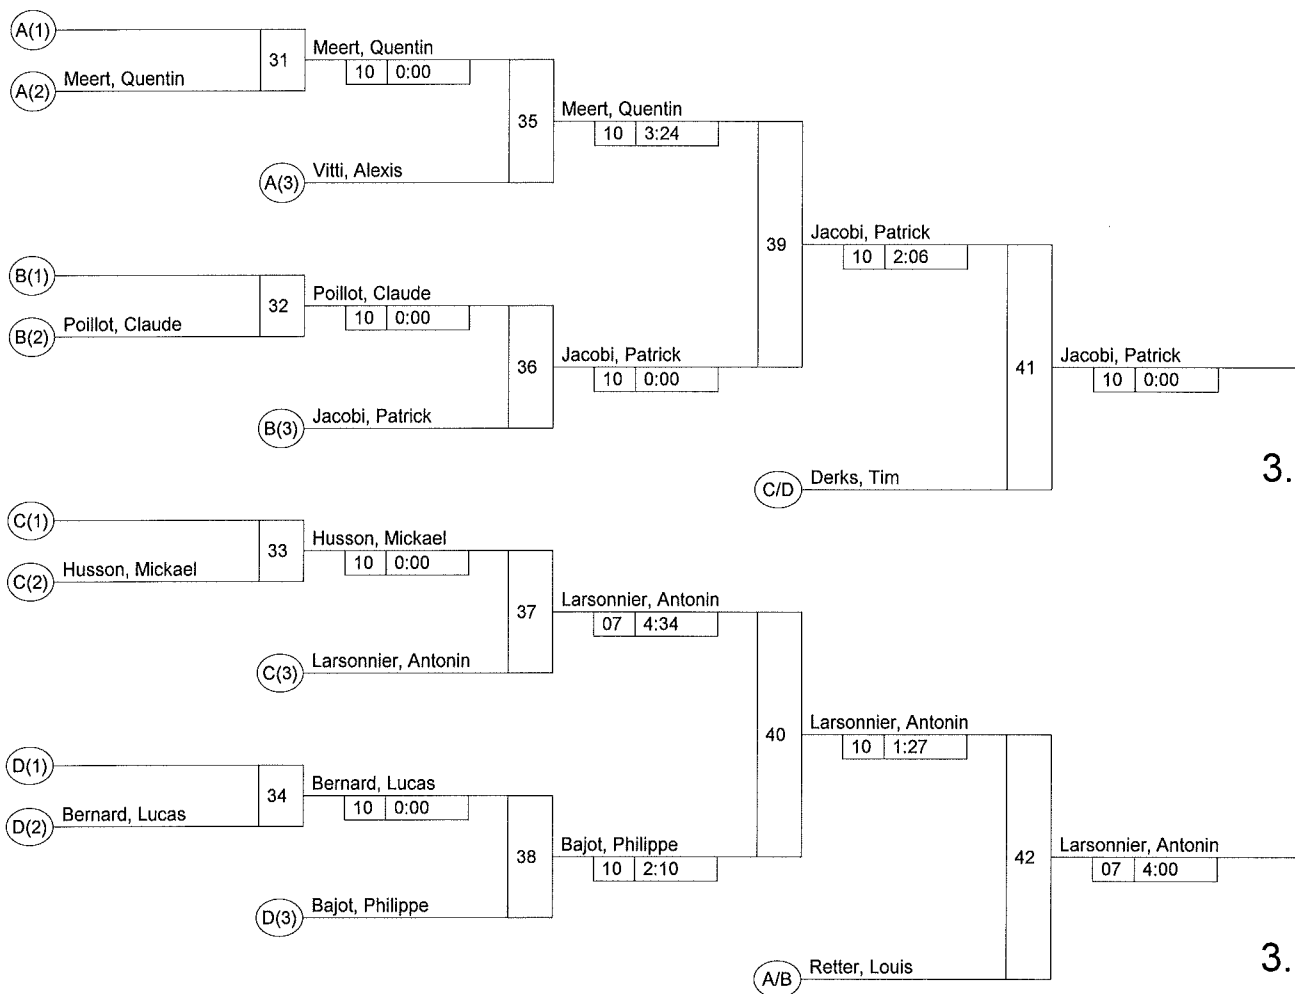 A(1)
31
Meert, Quentin
10 0:00
A(2)
Meert, Quentin
35
Meert, Quentin
10 3:24
A(3)
Vitti, Alexis
39
Jacobi, Patrick
10 2:06
B(1)
32
Poillot, Claude
10 0:00
B(2)
Poillot, Claude
36
Jacobi, Patrick
10 0:00
B(3)
Jacobi, Patrick
41
Jacobi, Patrick
10 0:00
3.
C/D
Derks, Tim
C(1)
33
Husson, Mickael
10 0:00
C(2)
Husson, Mickael
37
Larsonnier, Antonin
07 4:34
C(3)
Larsonnier, Antonin
40
Larsonnier, Antonin
10 1:27
D(1)
34
Bernard, Lucas
10 0:00
D(2)
Bernard, Lucas
38
Bajot, Philippe
10 2:10
D(3)
Bajot, Philippe
42
Larsonnier, Antonin
07 4:00
3.
A/B
Retter, Louis